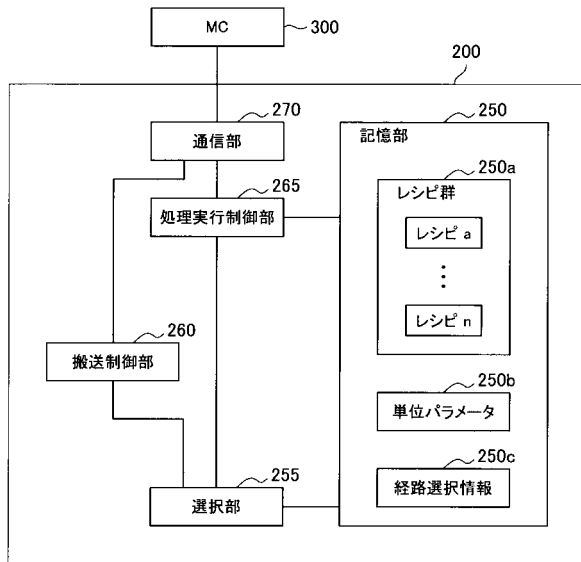 MC
300
200
270
通信部
265
処理実行制御部
260
搬送制御部
255
選択部
250
記憶部
250a
レシピ群
レシピ a
レシピ n
250b
単位パラメータ
250c
経路選択情報